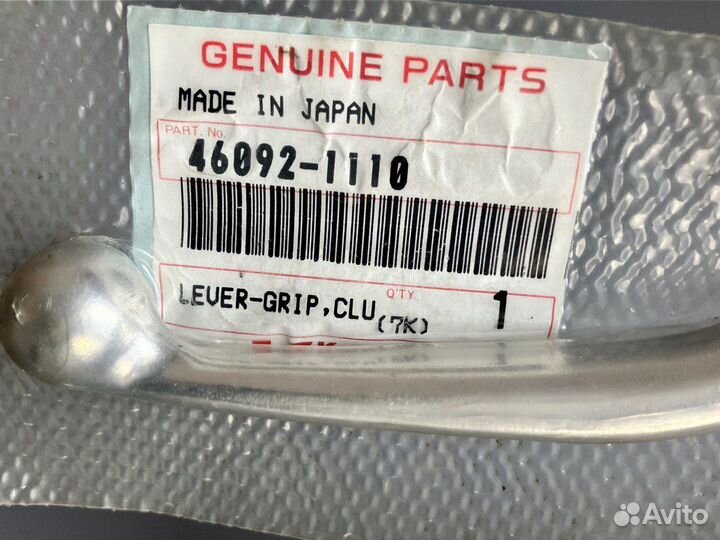 GENUINE PARTS
MADE IN JAPAN
PART. No.
46092-1110
LEVER-GRIP,CLU
(7K)
Q'TY
1
Avito